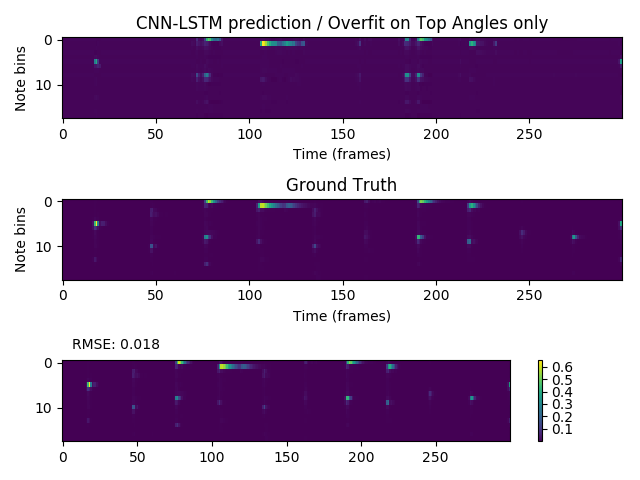 CNN-LSTM prediction / Overfit on Top Angles only
0
10
Note bins
0 50 100 150 200 250
Time (frames)
Ground Truth
0
10
Note bins
0 50 100 150 200 250
Time (frames)
RMSE: 0.018
0
10
0 50 100 150 200 250
0.6
0.5
0.4
0.3
0.2
0.1